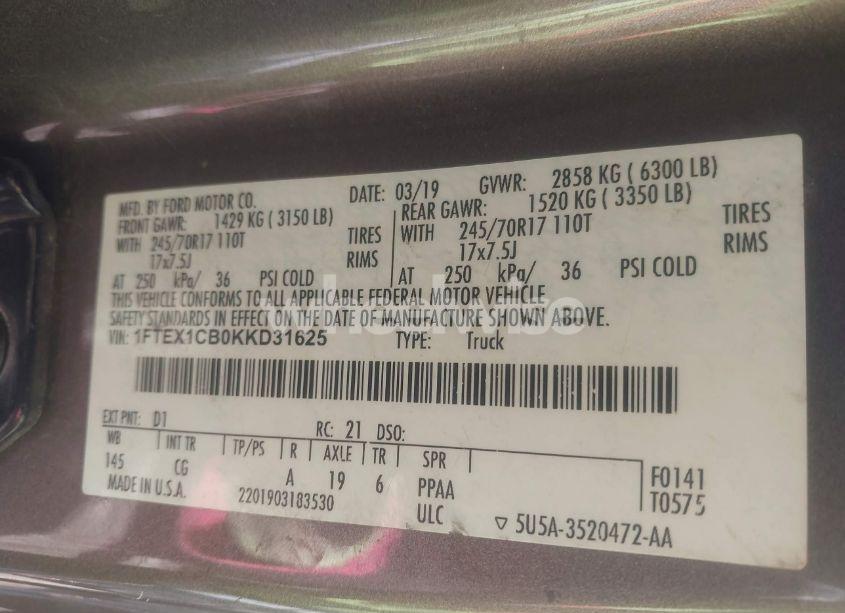 MFD. BY FORD MOTOR CO. DATE: 03/19 GVWR: 2858 KG ( 6300 LB)
FRONT GAWR: 1429 KG ( 3150 LB) REAR GAWR: 1520 KG ( 3350 LB)
WITH 245/70R17 110T TIRES WITH 245/70R17 110T TIRES
17x7.5J RIMS 17x7.5J RIMS
AT 250 kPa/ 36 PSI COLD AT 250 kPa/ 36 PSI COLD
THIS VEHICLE CONFORMS TO ALL APPLICABLE FEDERAL MOTOR VEHICLE
SAFETY STANDARDS IN EFFECT ON THE DATE OF MANUFACTURE SHOWN ABOVE.
VIN: 1FTEX1CB0KKD31625 TYPE: Truck
EXT PNT: D1 RC: 21 DSO:
WB INT TR TP/PS R AXLE TR SPR
145 CG A 19 6 PPAA F0141
MADE IN U.S.A. 2201903183530 ULC T0575
5U5A-3520472-AA